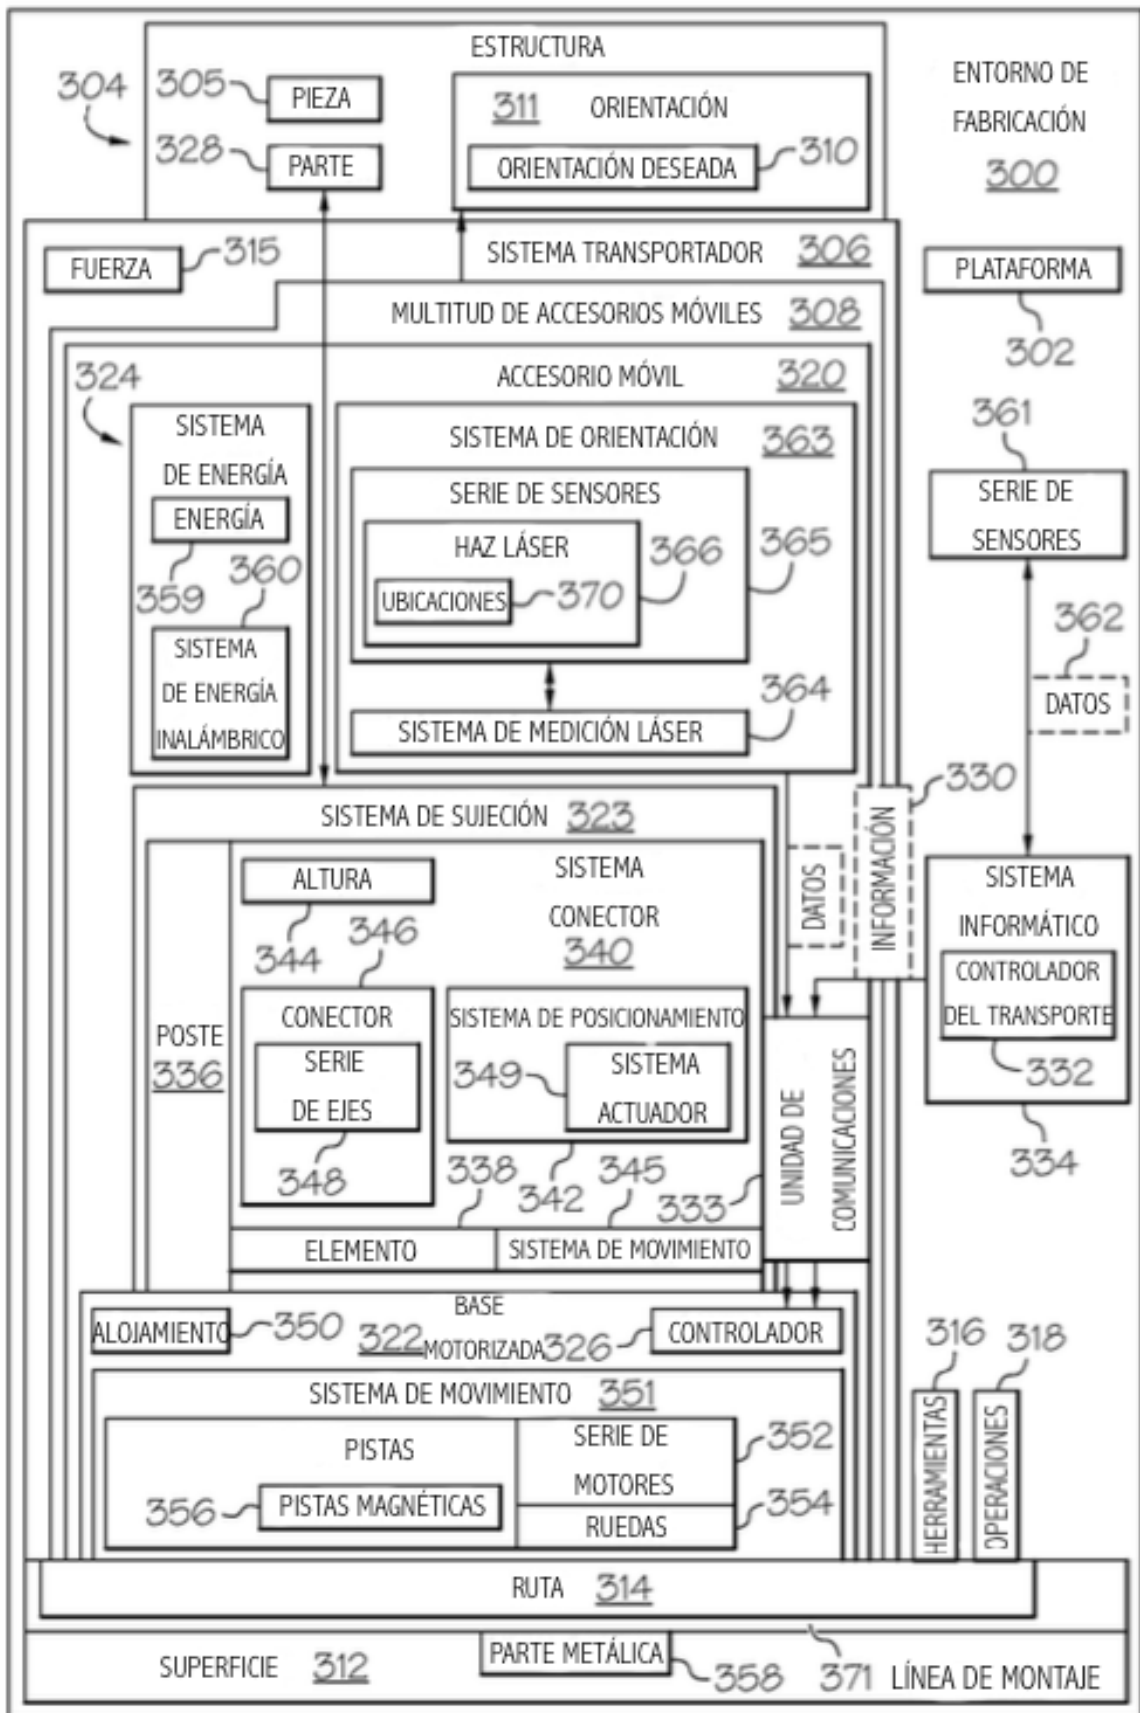 ESTRUCTURA
304
305
PIEZA
328
PARTE
311 ORIENTACIÓN
ORIENTACIÓN DESEADA
310
ENTORNO DE
FABRICACIÓN
300
FUERZA
315
SISTEMA TRANSPORTADOR 306
PLATAFORMA
302
MULTITUD DE ACCESORIOS MÓVILES 308
324
ACCESORIO MÓVIL 320
SISTEMA
DE ENERGÍA
ENERGÍA
359
360
SISTEMA
DE ENERGÍA
INALÁMBRICO
SISTEMA DE ORIENTACIÓN 363
SERIE DE SENSORES
HAZ LÁSER
366
365
UBICACIONES
370
SISTEMA DE MEDICIÓN LÁSER
364
361
SERIE DE
SENSORES
362
DATOS
330
INFORMACIÓN
DATOS
SISTEMA
INFORMÁTICO
CONTROLADOR
DEL TRANSPORTE
332
334
SISTEMA DE SUJECIÓN 323
POSTE
336
ALTURA
344
346
SISTEMA
CONECTOR
340
CONECTOR
SERIE
DE EJES
348
SISTEMA DE POSICIONAMIENTO
349
SISTEMA
ACTUADOR
342
338
345
333
UNIDAD DE
COMUNICACIONES
ELEMENTO
SISTEMA DE MOVIMIENTO
ALOJAMIENTO
350
BASE
322 MOTORIZADA
326
CONTROLADOR
SISTEMA DE MOVIMIENTO 351
PISTAS
356
PISTAS MAGNÉTICAS
SERIE DE
MOTORES
352
RUEDAS
354
316
HERRAMIENTAS
318
OPERACIONES
RUTA 314
SUPERFICIE 312
PARTE METÁLICA
358
371
LÍNEA DE MONTAJE